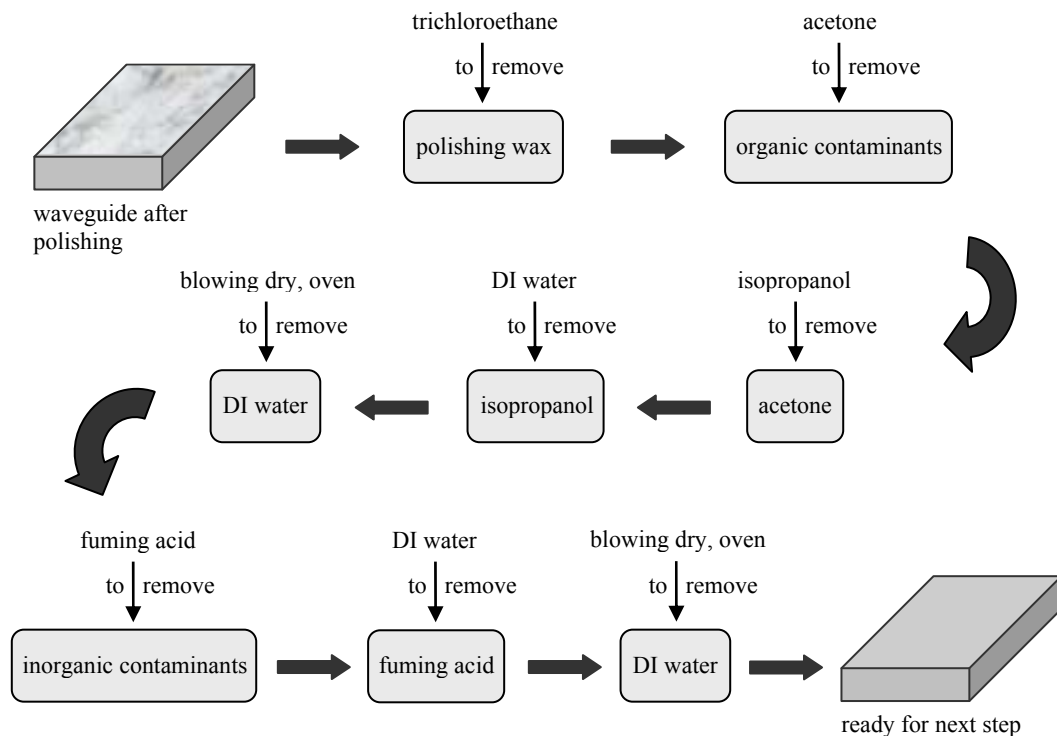 trichloroethane
to remove
polishing wax
acetone
to remove
organic contaminants
waveguide after
polishing
isopropanol
to remove
acetone
DI water
to remove
isopropanol
blowing dry, oven
to remove
DI water
fuming acid
to remove
inorganic contaminants
DI water
to remove
fuming acid
blowing dry, oven
to remove
DI water
ready for next step